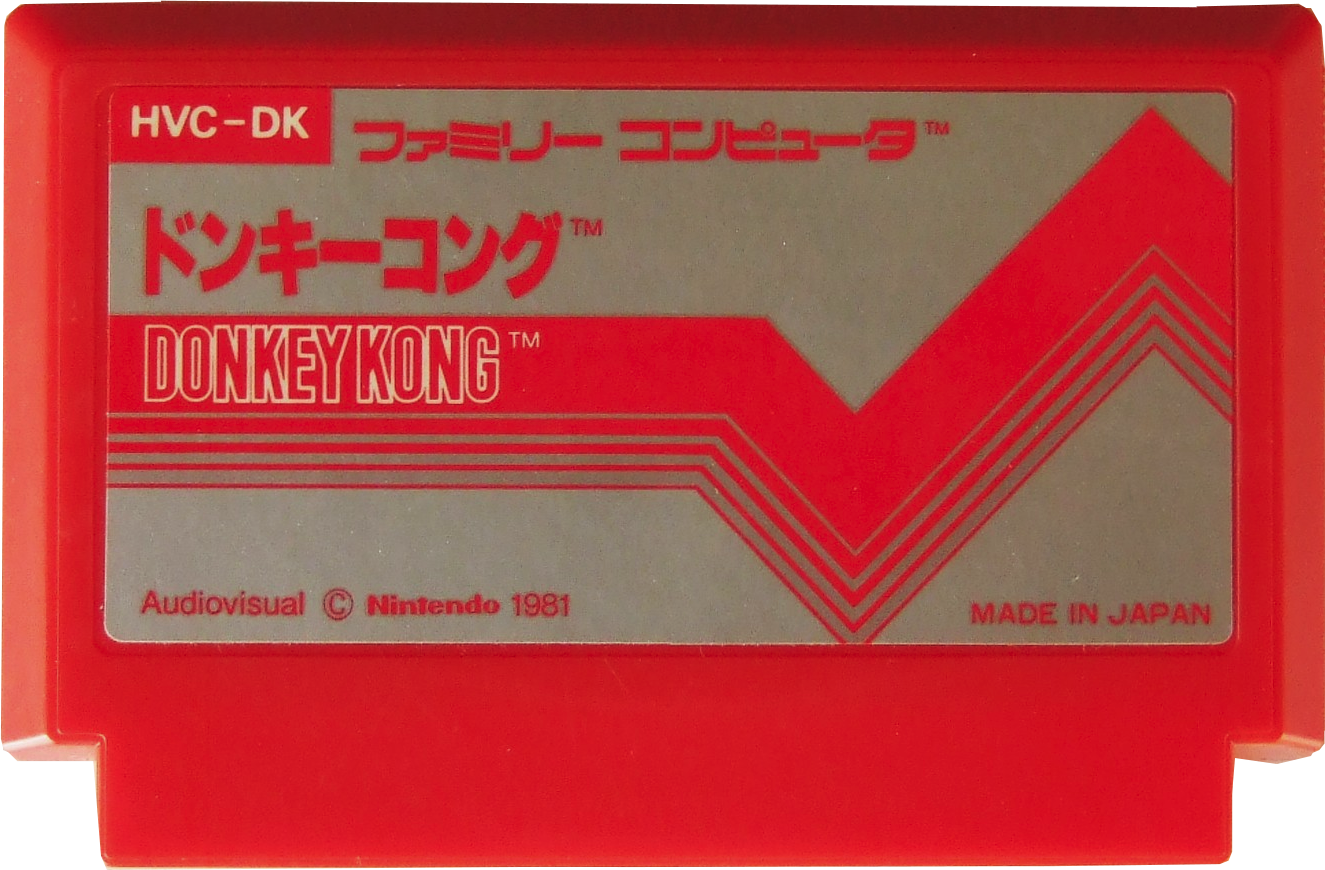 HVC-DK
ファミリー コンピュータ™
ドンキーコング™
DONKEY KONG™
Audiovisual © Nintendo 1981
MADE IN JAPAN